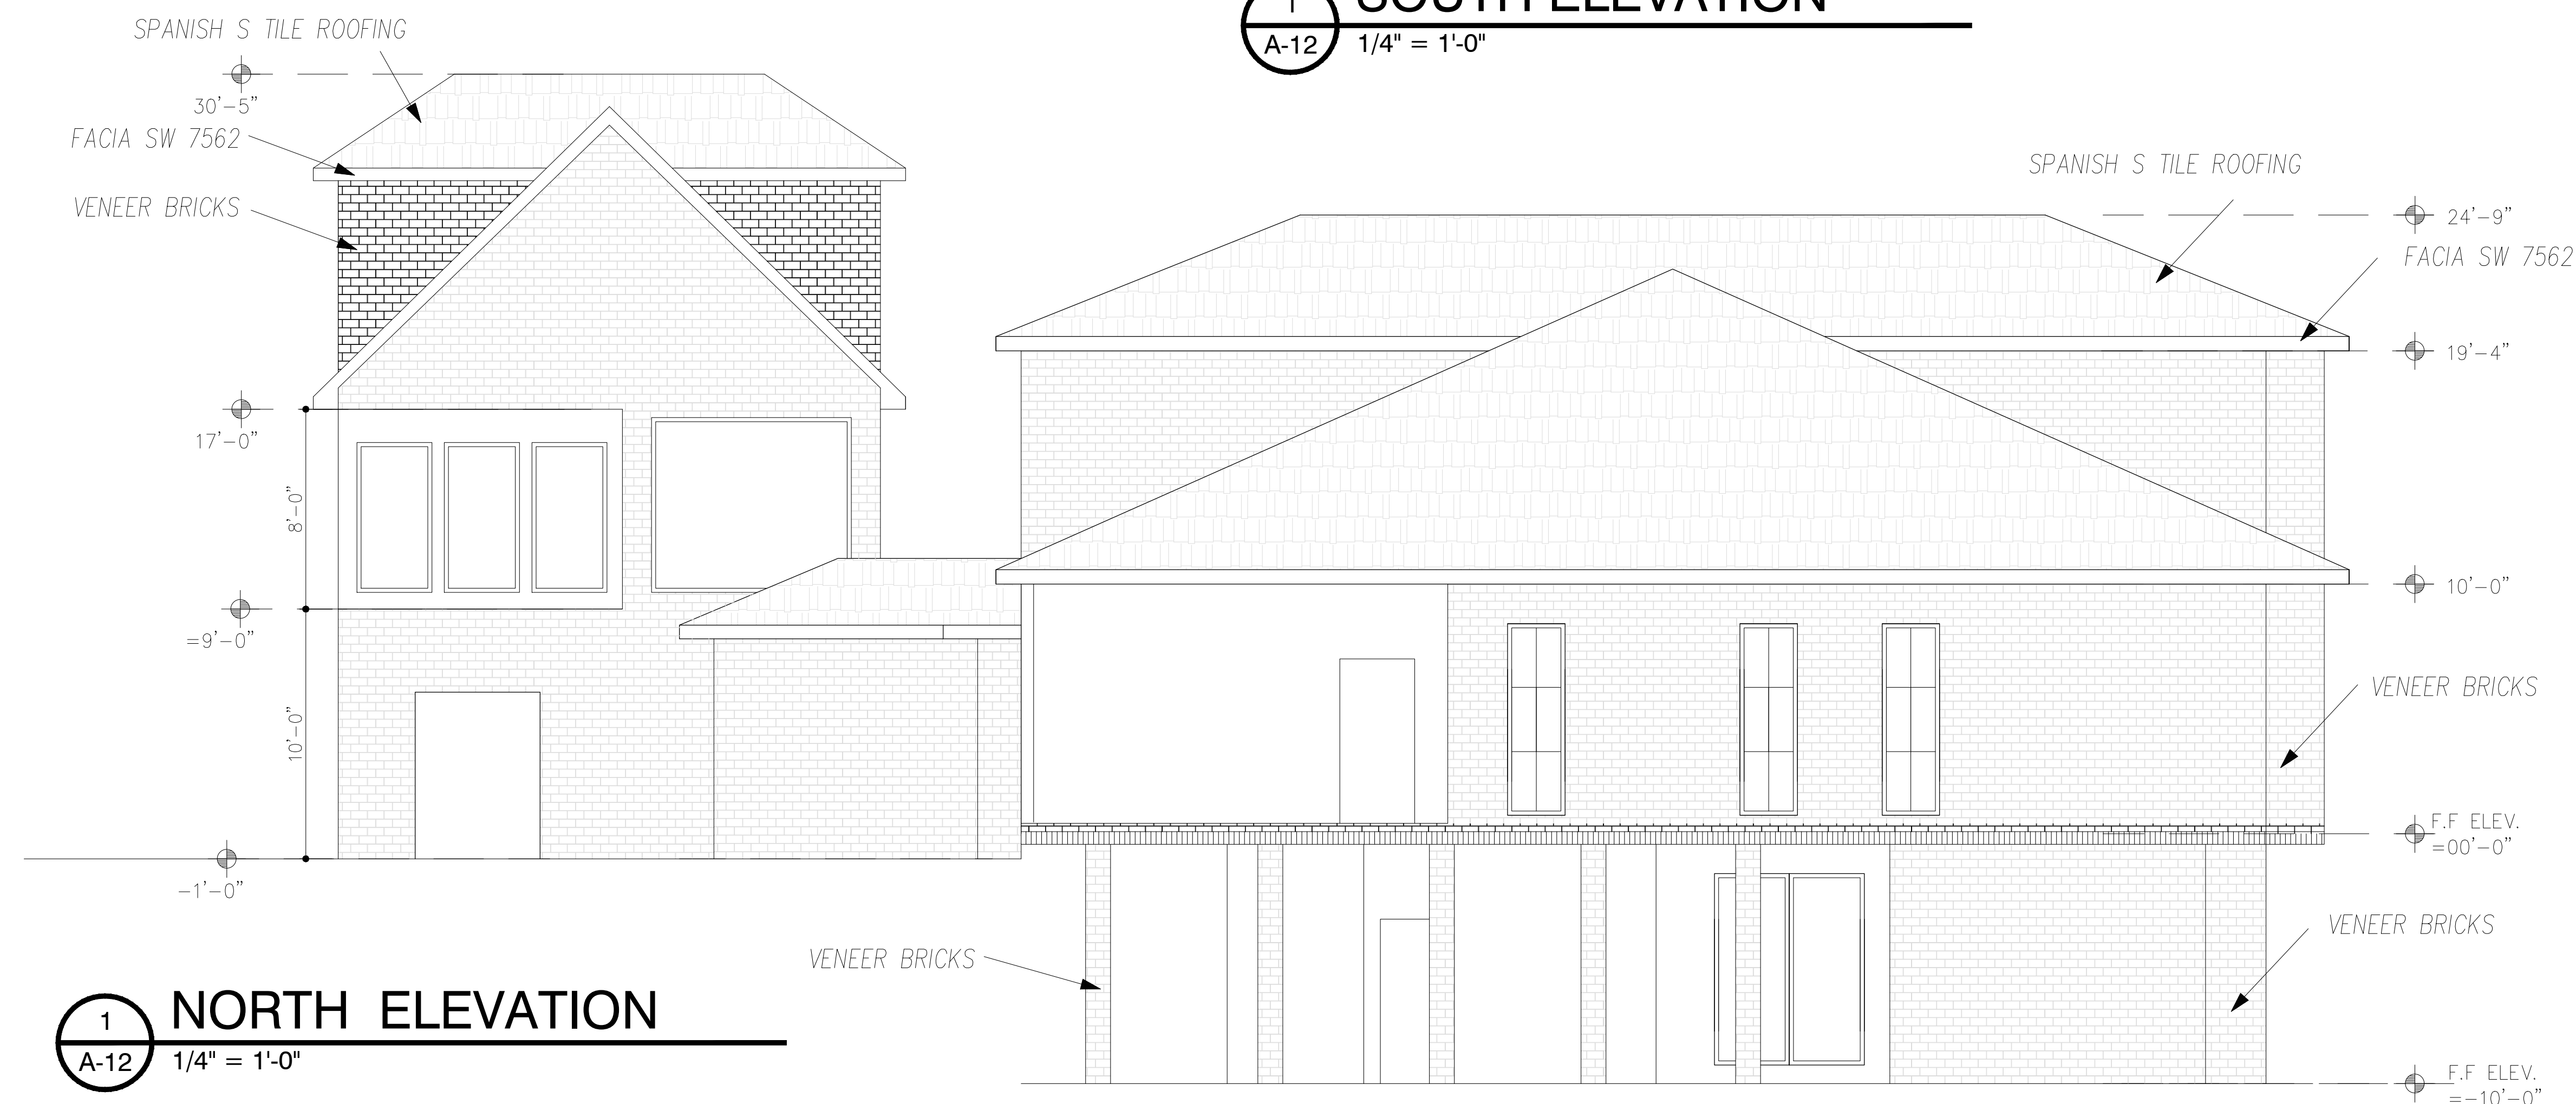 1
SOUTH ELEVATION
A-12
1/4" = 1'-0"
SPANISH S TILE ROOFING
30'-5"
FACIA SW 7562
VENEER BRICKS
17'-0"
8'-0"
=9'-0"
10'-0"
-1'-0"
SPANISH S TILE ROOFING
24'-9"
FACIA SW 7562
19'-4"
10'-0"
VENEER BRICKS
F.F ELEV.
=00'-0"
VENEER BRICKS
VENEER BRICKS
F.F ELEV.
=-10'-0"
1
NORTH ELEVATION
A-12
1/4" = 1'-0"